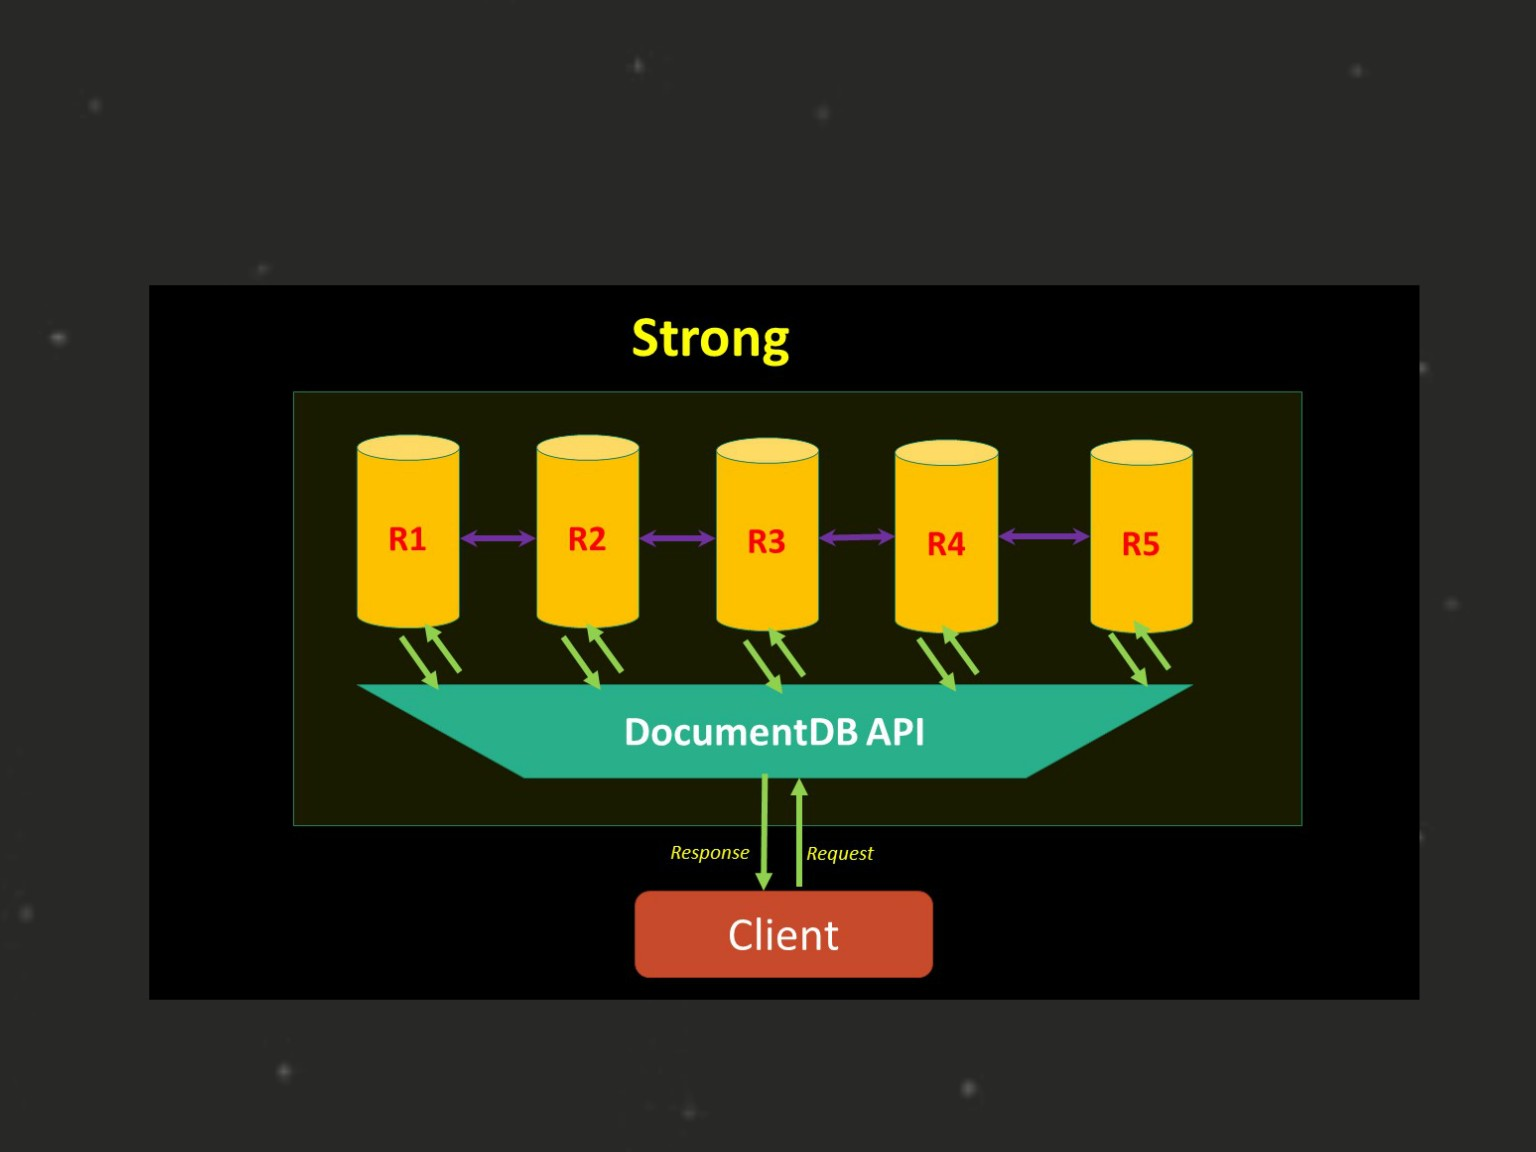 Strong
R1
R2
R3
R4
R5
DocumentDB API
Response
Request
Client